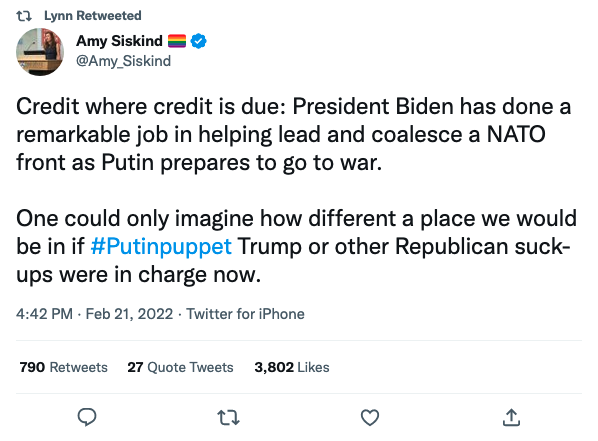 Lynn Retweeted
Amy Siskind 🏳️‍🌈
@Amy_Siskind
Credit where credit is due: President Biden has done a
remarkable job in helping lead and coalesce a NATO
front as Putin prepares to go to war.
One could only imagine how different a place we would
be in if #Putinpuppet Trump or other Republican suck-
ups were in charge now.
4:42 PM · Feb 21, 2022 · Twitter for iPhone
790 Retweets 27 Quote Tweets 3,802 Likes